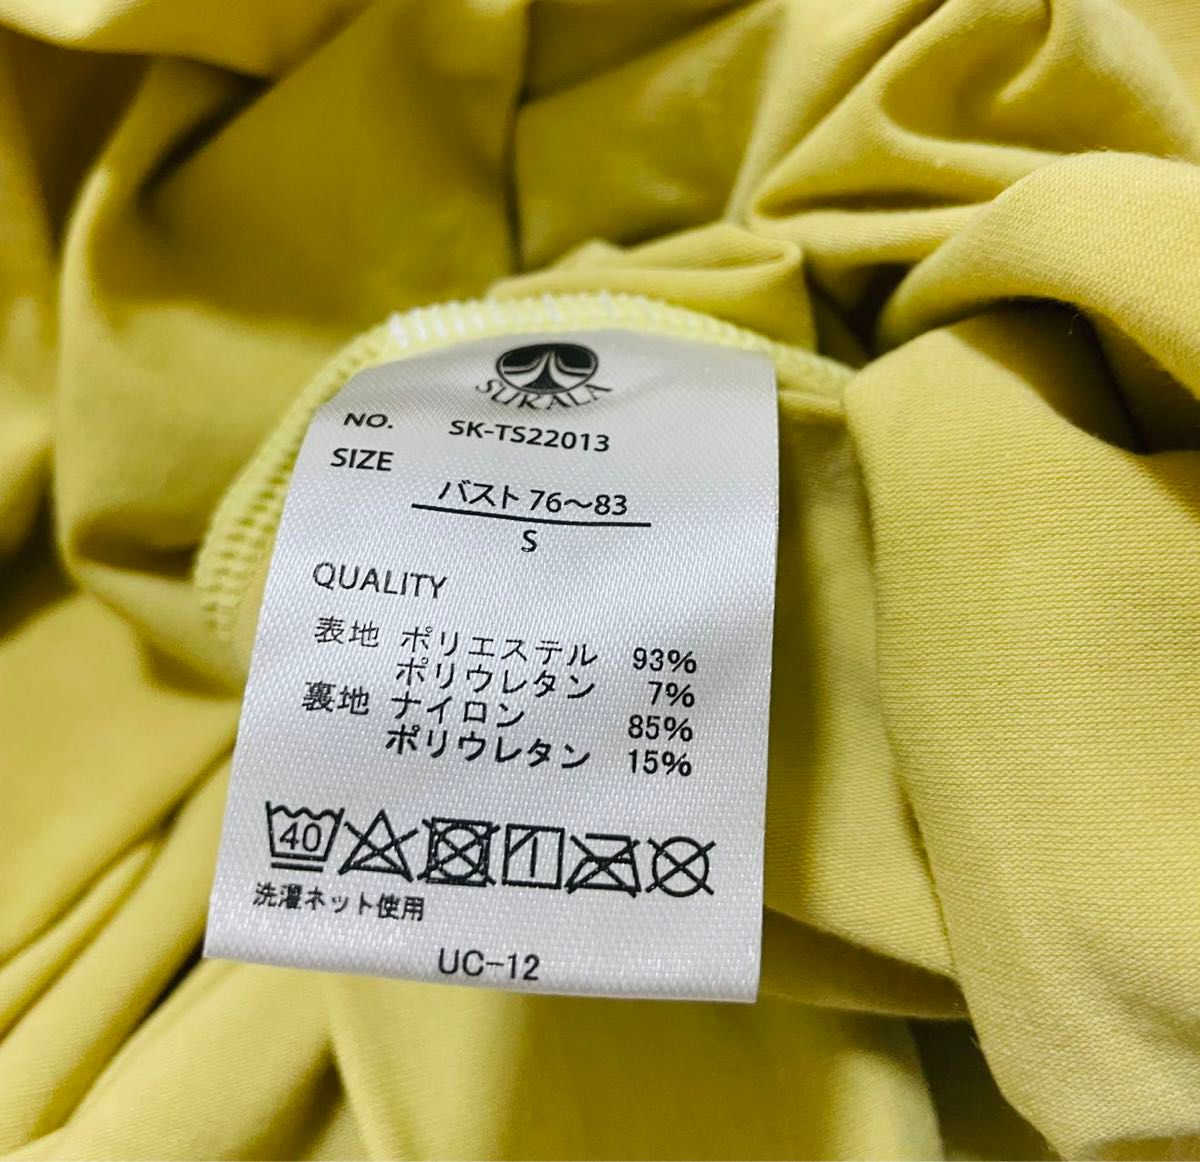 SUKALA
NO. SK-TS22013
SIZE
バスト 76〜83
S
QUALITY
表地 ポリエステル 93%
ポリウレタン 7%
裏地 ナイロン 85%
ポリウレタン 15%
40
洗濯ネット使用
UC-12